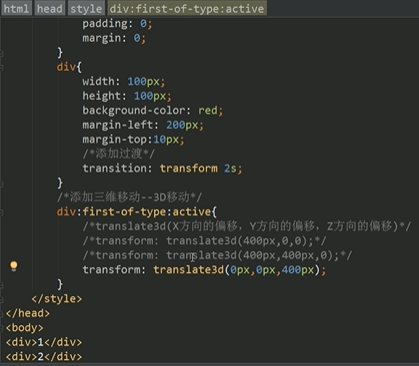 html head style div:first-of-type:active
padding: 0;
margin: 0;
}
div{
width: 100px;
height: 100px;
background-color: red;
margin-left: 200px;
margin-top:10px;
/*添加过渡*/
transition: transform 2s;
}
/*添加三维移动--3D移动*/
div:first-of-type:active{
/*translate3d(X方向的偏移，Y方向的偏移，Z方向的偏移)*/
/*transform: translate3d(400px,0,0);*/
/*transform: translate3d(400px,400px,0);*/
transform: translate3d(0px,0px,400px);
}
</style>
</head>
<body>
<div>1</div>
<div>2</div>